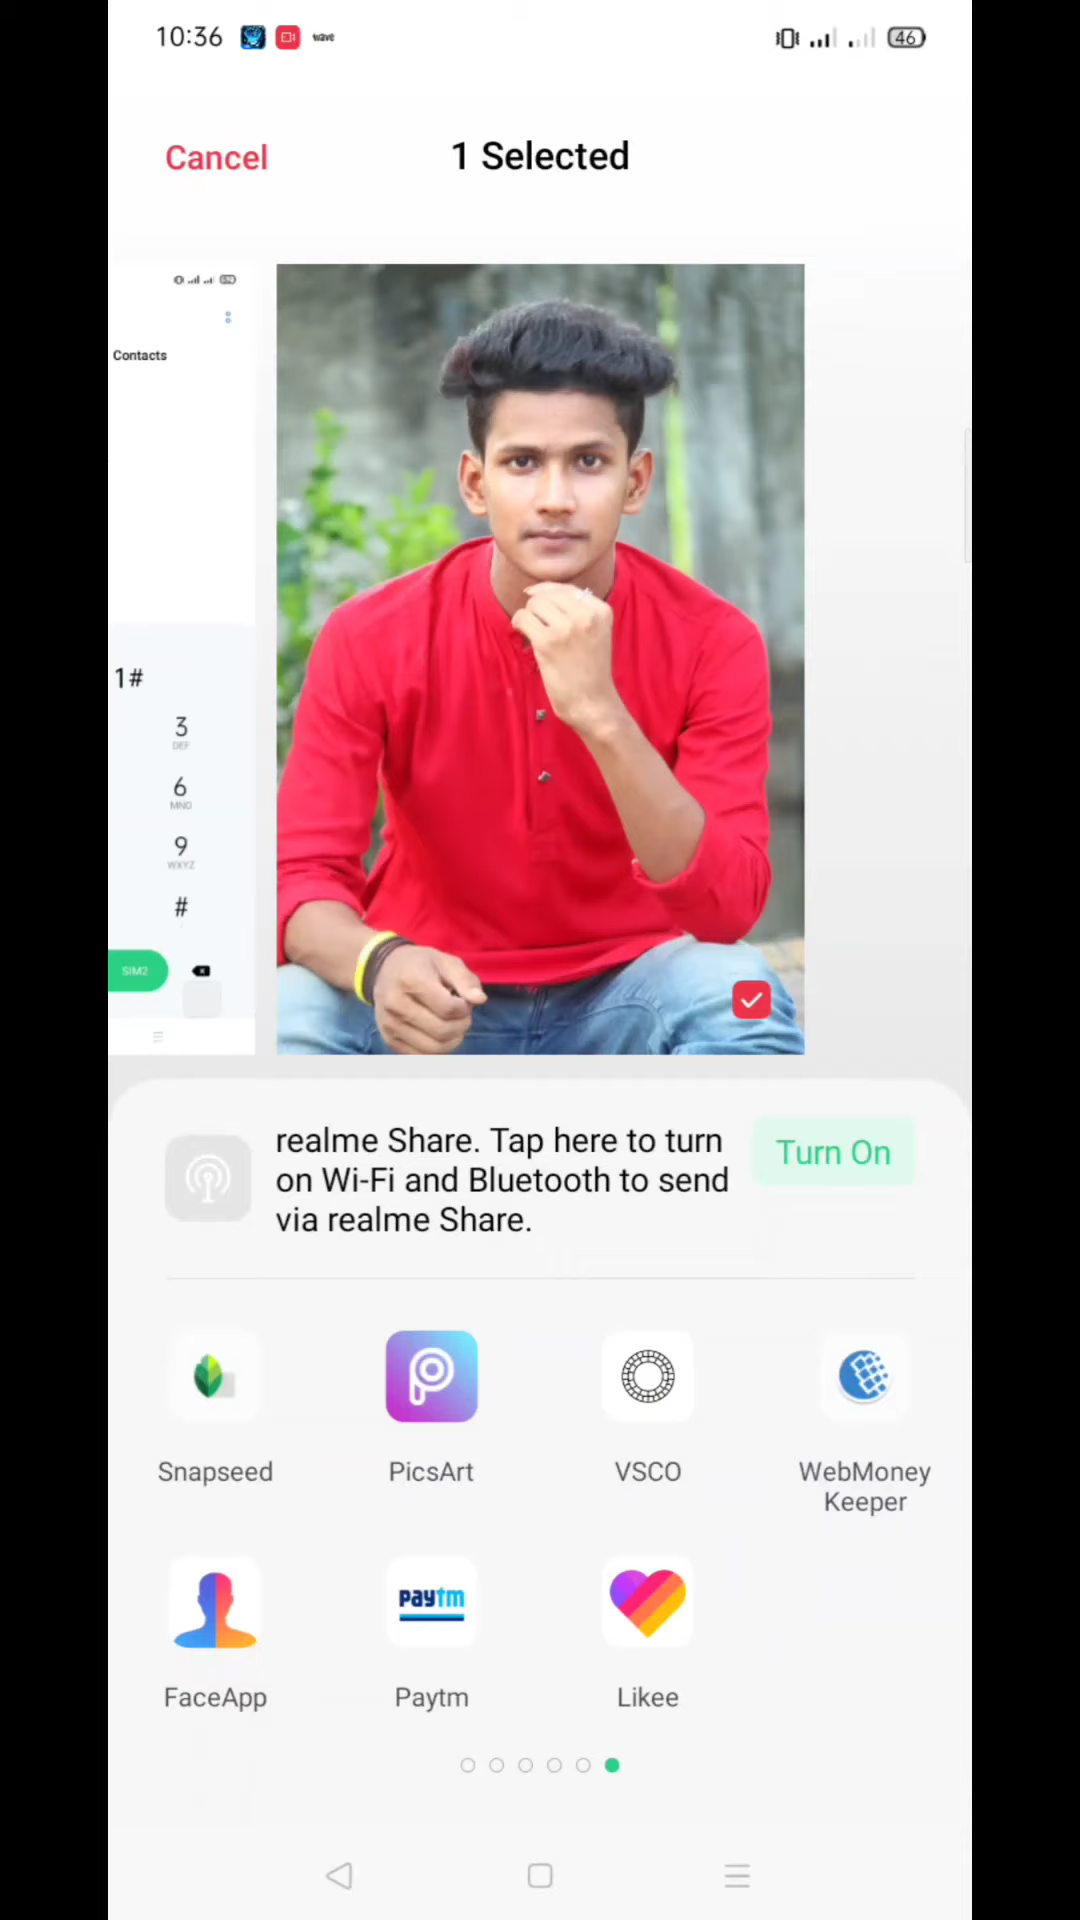 10:36
wave
46
Cancel
1 Selected
Contacts
1#
3
DEF
6
MNO
9
WXYZ
#
SIM2
realme Share. Tap here to turn
on Wi-Fi and Bluetooth to send
via realme Share.
Turn On
Snapseed
PicsArt
VSCO
WebMoney
Keeper
FaceApp
Paytm
Paytm
Likee